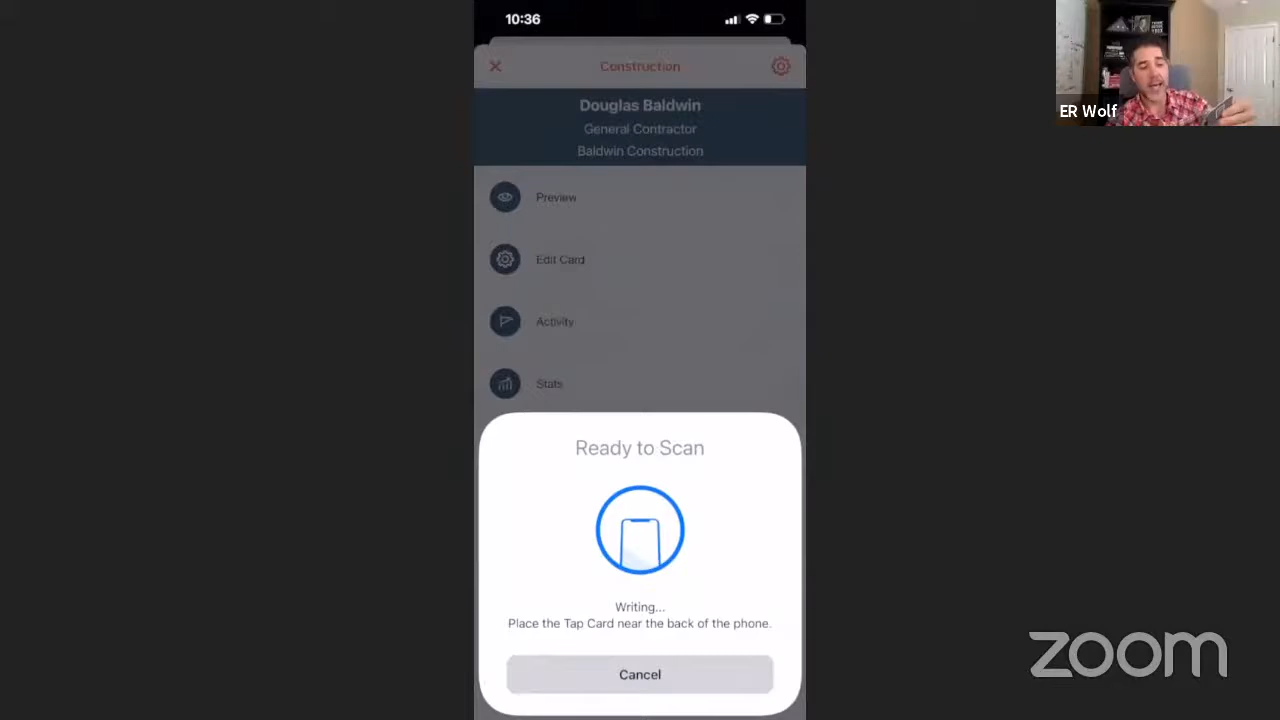 10:36
Construction
Douglas Baldwin
General Contractor
Baldwin Construction
Preview
Edit Card
Activity
Stats
Ready to Scan
Writing...
Place the Tap Card near the back of the phone.
Cancel
ER Wolf
zoom